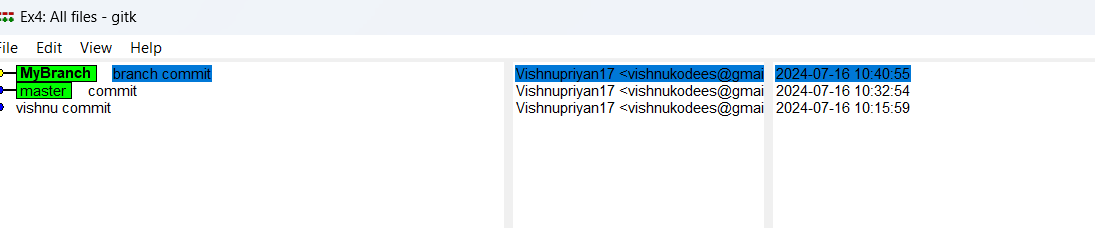 Ex4: All files - gitk
File Edit View Help
MyBranch branch commit Vishnupriyan17 <vishnukodees@gmai 2024-07-16 10:40:55
master commit Vishnupriyan17 <vishnukodees@gmai 2024-07-16 10:32:54
vishnu commit Vishnupriyan17 <vishnukodees@gmai 2024-07-16 10:15:59